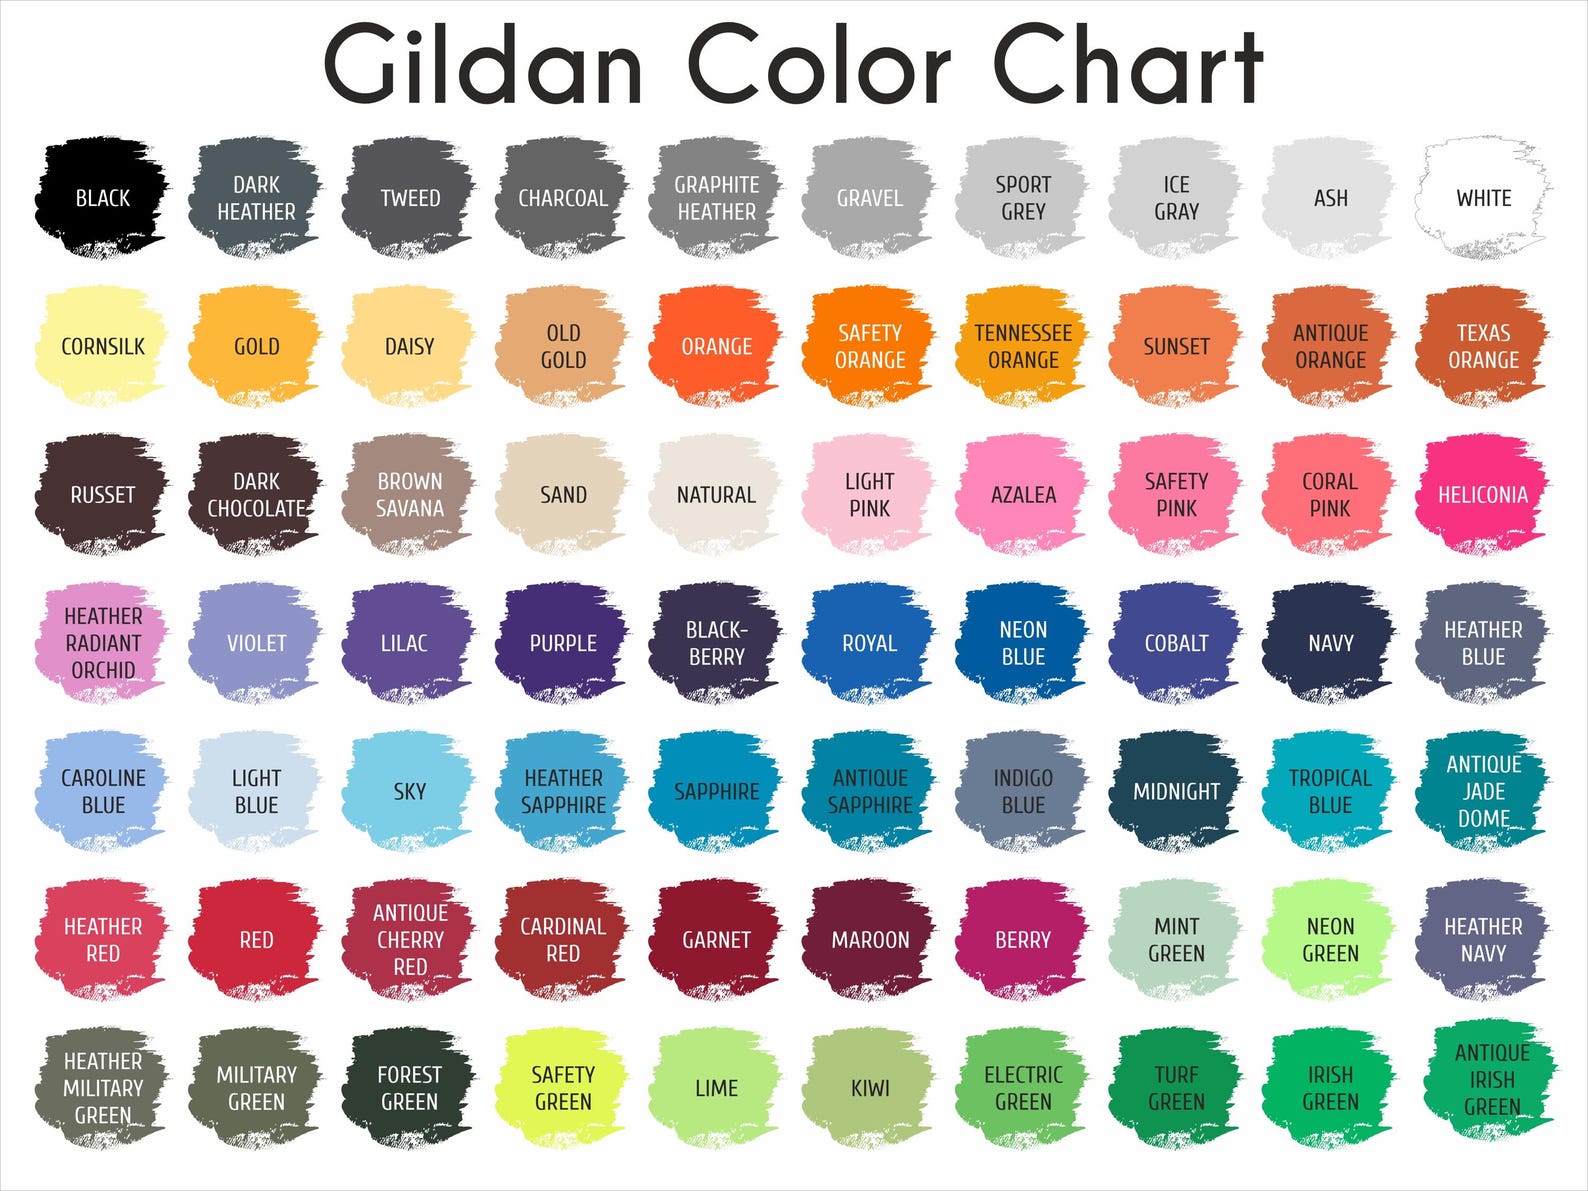 Gildan Color Chart
BLACK
DARK
HEATHER
TWEED
CHARCOAL
GRAPHITE
HEATHER
GRAVEL
SPORT
GREY
ICE
GRAY
ASH
WHITE
CORNSILK
GOLD
DAISY
OLD
GOLD
ORANGE
SAFETY
ORANGE
TENNESSEE
ORANGE
SUNSET
ANTIQUE
ORANGE
TEXAS
ORANGE
RUSSET
DARK
CHOCOLATE
BROWN
SAVANA
SAND
NATURAL
LIGHT
PINK
AZALEA
SAFETY
PINK
CORAL
PINK
HELICONIA
HEATHER
RADIANT
ORCHID
VIOLET
LILAC
PURPLE
BLACK-
BERRY
ROYAL
NEON
BLUE
COBALT
NAVY
HEATHER
BLUE
CAROLINE
BLUE
LIGHT
BLUE
SKY
HEATHER
SAPPHIRE
SAPPHIRE
ANTIQUE
SAPPHIRE
INDIGO
BLUE
MIDNIGHT
TROPICAL
BLUE
ANTIQUE
JADE
DOME
HEATHER
RED
RED
ANTIQUE
CHERRY
RED
CARDINAL
RED
GARNET
MAROON
BERRY
MINT
GREEN
NEON
GREEN
HEATHER
NAVY
HEATHER
MILITARY
GREEN
MILITARY
GREEN
FOREST
GREEN
SAFETY
GREEN
LIME
KIWI
ELECTRIC
GREEN
TURF
GREEN
IRISH
GREEN
ANTIQUE
IRISH
GREEN